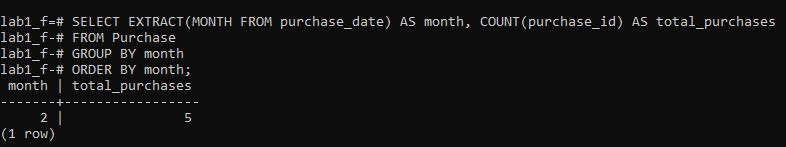 lab1_f=# SELECT EXTRACT(MONTH FROM purchase_date) AS month, COUNT(purchase_id) AS total_purchases
lab1_f-# FROM Purchase
lab1_f-# GROUP BY month
lab1_f-# ORDER BY month;
 month | total_purchases
-------+-----------------
     2 |               5
(1 row)